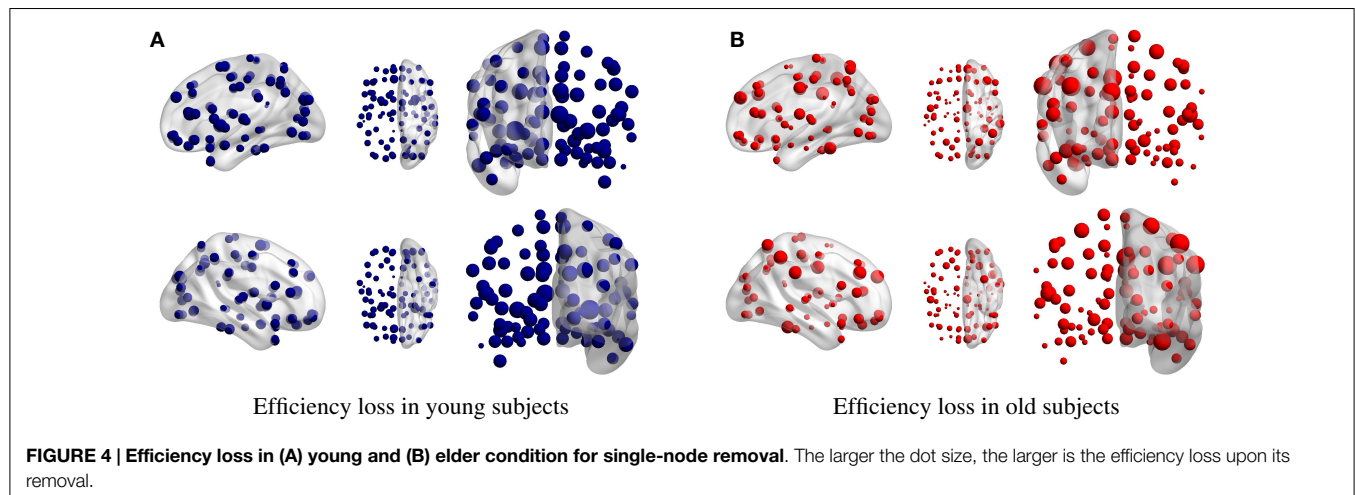 A
B
Efficiency loss in young subjects
Efficiency loss in old subjects
FIGURE 4 | Efficiency loss in (A) young and (B) elder condition for single-node removal. The larger the dot size, the larger is the efficiency loss upon its
removal.